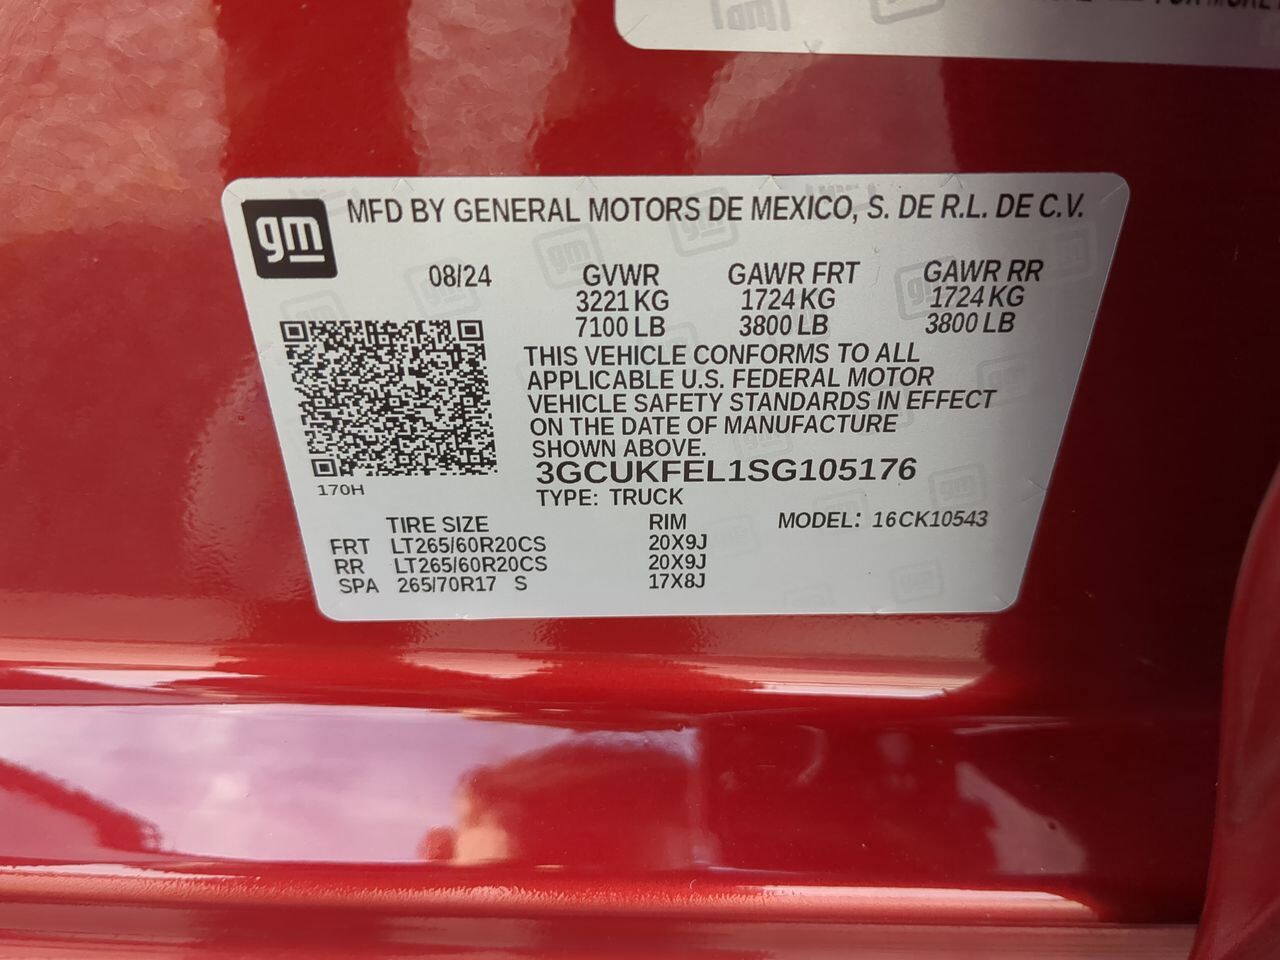 FOR MORE
gm MFD BY GENERAL MOTORS DE MEXICO, S. DE R.L. DE C.V.
08/24 GVWR GAWR FRT GAWR RR
3221 KG 1724 KG 1724 KG
7100 LB 3800 LB 3800 LB
THIS VEHICLE CONFORMS TO ALL
APPLICABLE U.S. FEDERAL MOTOR
VEHICLE SAFETY STANDARDS IN EFFECT
ON THE DATE OF MANUFACTURE
SHOWN ABOVE.
3GCUKFEL1SG105176
170H TYPE: TRUCK
TIRE SIZE RIM MODEL: 16CK10543
FRT LT265/60R20CS 20X9J
RR LT265/60R20CS 20X9J
SPA 265/70R17 S 17X8J